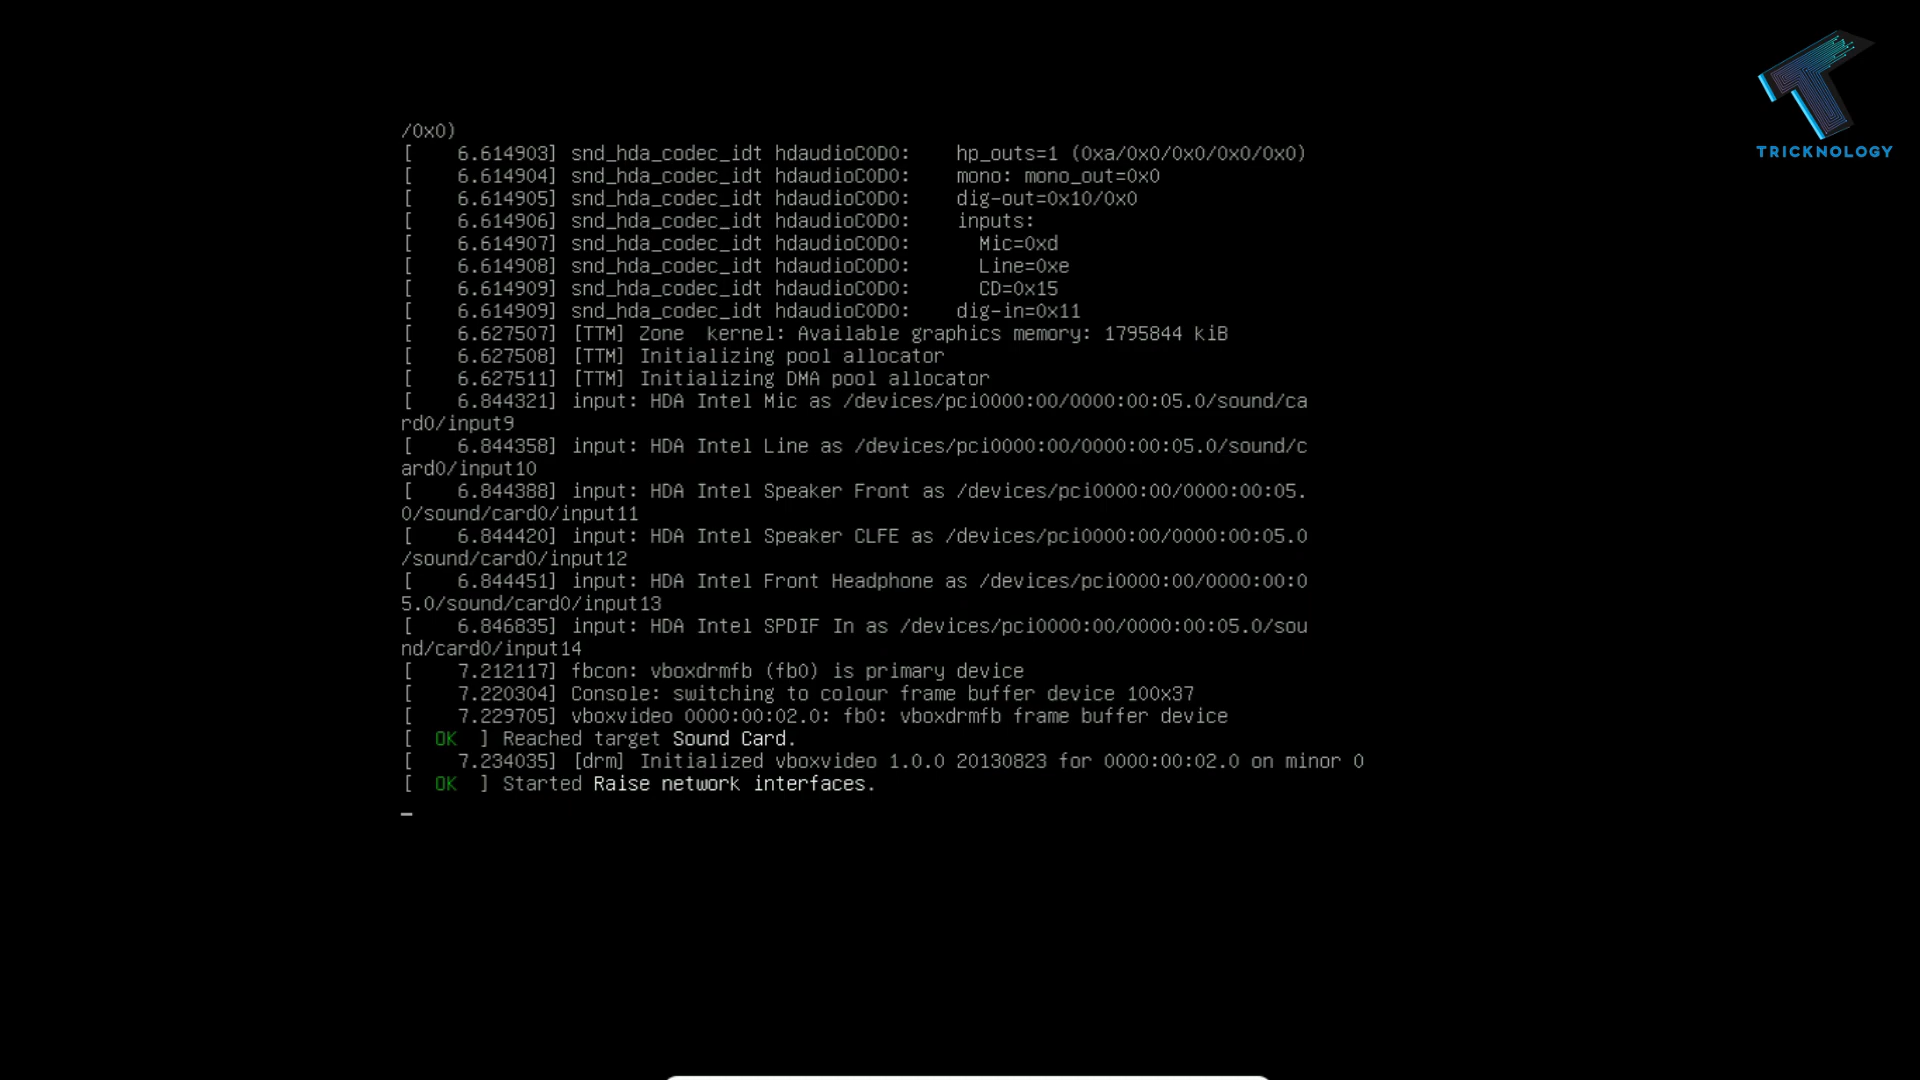 /0x0)
[    6.614903] snd_hda_codec_idt hdaudioC0D0:    hp_outs=1 (0xa/0x0/0x0/0x0/0x0)
[    6.614904] snd_hda_codec_idt hdaudioC0D0:    mono: mono_out=0x0
[    6.614905] snd_hda_codec_idt hdaudioC0D0:    dig-out=0x10/0x0
[    6.614906] snd_hda_codec_idt hdaudioC0D0:    inputs:
[    6.614907] snd_hda_codec_idt hdaudioC0D0:      Mic=0xd
[    6.614908] snd_hda_codec_idt hdaudioC0D0:      Line=0xe
[    6.614909] snd_hda_codec_idt hdaudioC0D0:      CD=0x15
[    6.614909] snd_hda_codec_idt hdaudioC0D0:    dig-in=0x11
[    6.627507] [TTM] Zone  kernel: Available graphics memory: 1795844 kiB
[    6.627508] [TTM] Initializing pool allocator
[    6.627511] [TTM] Initializing DMA pool allocator
[    6.844321] input: HDA Intel Mic as /devices/pci0000:00/0000:00:05.0/sound/ca
rd0/input9
[    6.844358] input: HDA Intel Line as /devices/pci0000:00/0000:00:05.0/sound/c
ard0/input10
[    6.844388] input: HDA Intel Speaker Front as /devices/pci0000:00/0000:00:05.
0/sound/card0/input11
[    6.844420] input: HDA Intel Speaker CLFE as /devices/pci0000:00/0000:00:05.0
/sound/card0/input12
[    6.844451] input: HDA Intel Front Headphone as /devices/pci0000:00/0000:00:0
5.0/sound/card0/input13
[    6.846835] input: HDA Intel SPDIF In as /devices/pci0000:00/0000:00:05.0/sou
nd/card0/input14
[    7.212117] fbcon: vboxdrmfb (fb0) is primary device
[    7.220304] Console: switching to colour frame buffer device 100x37
[    7.229705] vboxvideo 0000:00:02.0: fb0: vboxdrmfb frame buffer device
[  OK  ] Reached target Sound Card.
[    7.234035] [drm] Initialized vboxvideo 1.0.0 20130823 for 0000:00:02.0 on minor 0
[  OK  ] Started Raise network interfaces.
_
TRICKNOLOGY